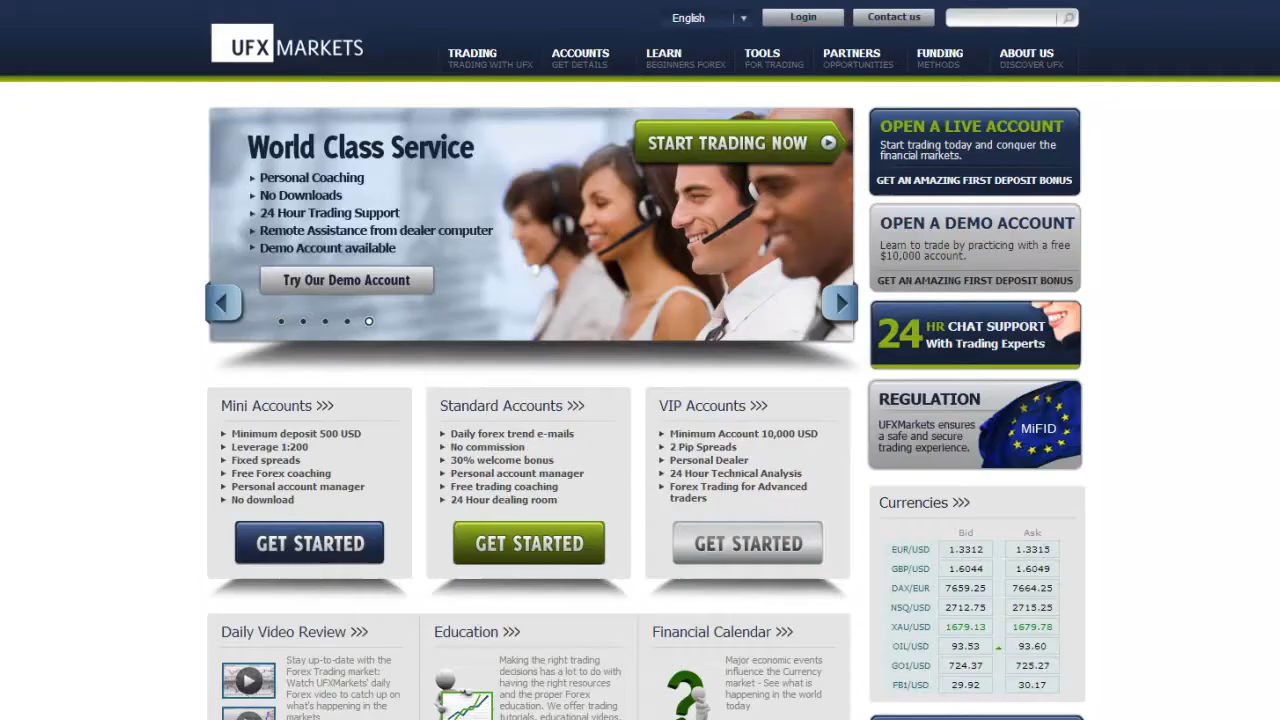 English
Login
Contact us
UFXMARKETS
TRADING
TRADING WITH UFX
ACCOUNTS
GET DETAILS
LEARN
BEGINNERS FOREX
TOOLS
FOR TRADING
PARTNERS
OPPORTUNITIES
FUNDING
METHODS
ABOUT US
DISCOVER UFX
World Class Service
Personal Coaching
No Downloads
24 Hour Trading Support
Remote Assistance from dealer computer
Demo Account available
Try Our Demo Account
START TRADING NOW
OPEN A LIVE ACCOUNT
Start trading today and conquer the
financial markets.
GET AN AMAZING FIRST DEPOSIT BONUS
OPEN A DEMO ACCOUNT
Learn to trade by practicing with a free
$10,000 account.
GET AN AMAZING FIRST DEPOSIT BONUS
24 HR CHAT SUPPORT
With Trading Experts
REGULATION
UFXMarkets ensures
a safe and secure
trading experience.
MiFID
Mini Accounts >>>
Minimum deposit 500 USD
Leverage 1:200
Fixed spreads
Free Forex coaching
Personal account manager
No download
GET STARTED
Standard Accounts >>>
Daily forex trend e-mails
No commission
30% welcome bonus
Personal account manager
Free trading coaching
24 Hour dealing room
GET STARTED
VIP Accounts >>>
Minimum Account 10,000 USD
2 Pip Spreads
Personal Dealer
24 Hour Technical Analysis
Forex Trading for Advanced
traders
GET STARTED
Currencies >>>
Bid Ask
EUR/USD 1.3312 1.3315
GBP/USD 1.6044 1.6049
DAX/EUR 7659.25 7664.25
NSQ/USD 2712.75 2715.25
XAU/USD 1679.13 1679.78
OIL/USD 93.53 93.60
GO1/USD 724.37 725.27
FB1/USD 29.92 30.17
Daily Video Review >>>
Stay up-to-date with the
Forex Trading market:
Watch UFXMarkets' daily
Forex video to catch up on
what's happening in the
markets
Education >>>
Making the right trading
decisions has a lot to do with
having the right resources
and the proper Forex
education. We offer trading
tutorials, educational videos,
Financial Calendar >>>
Major economic events
influence the Currency
market - See what is
happening in the world
today